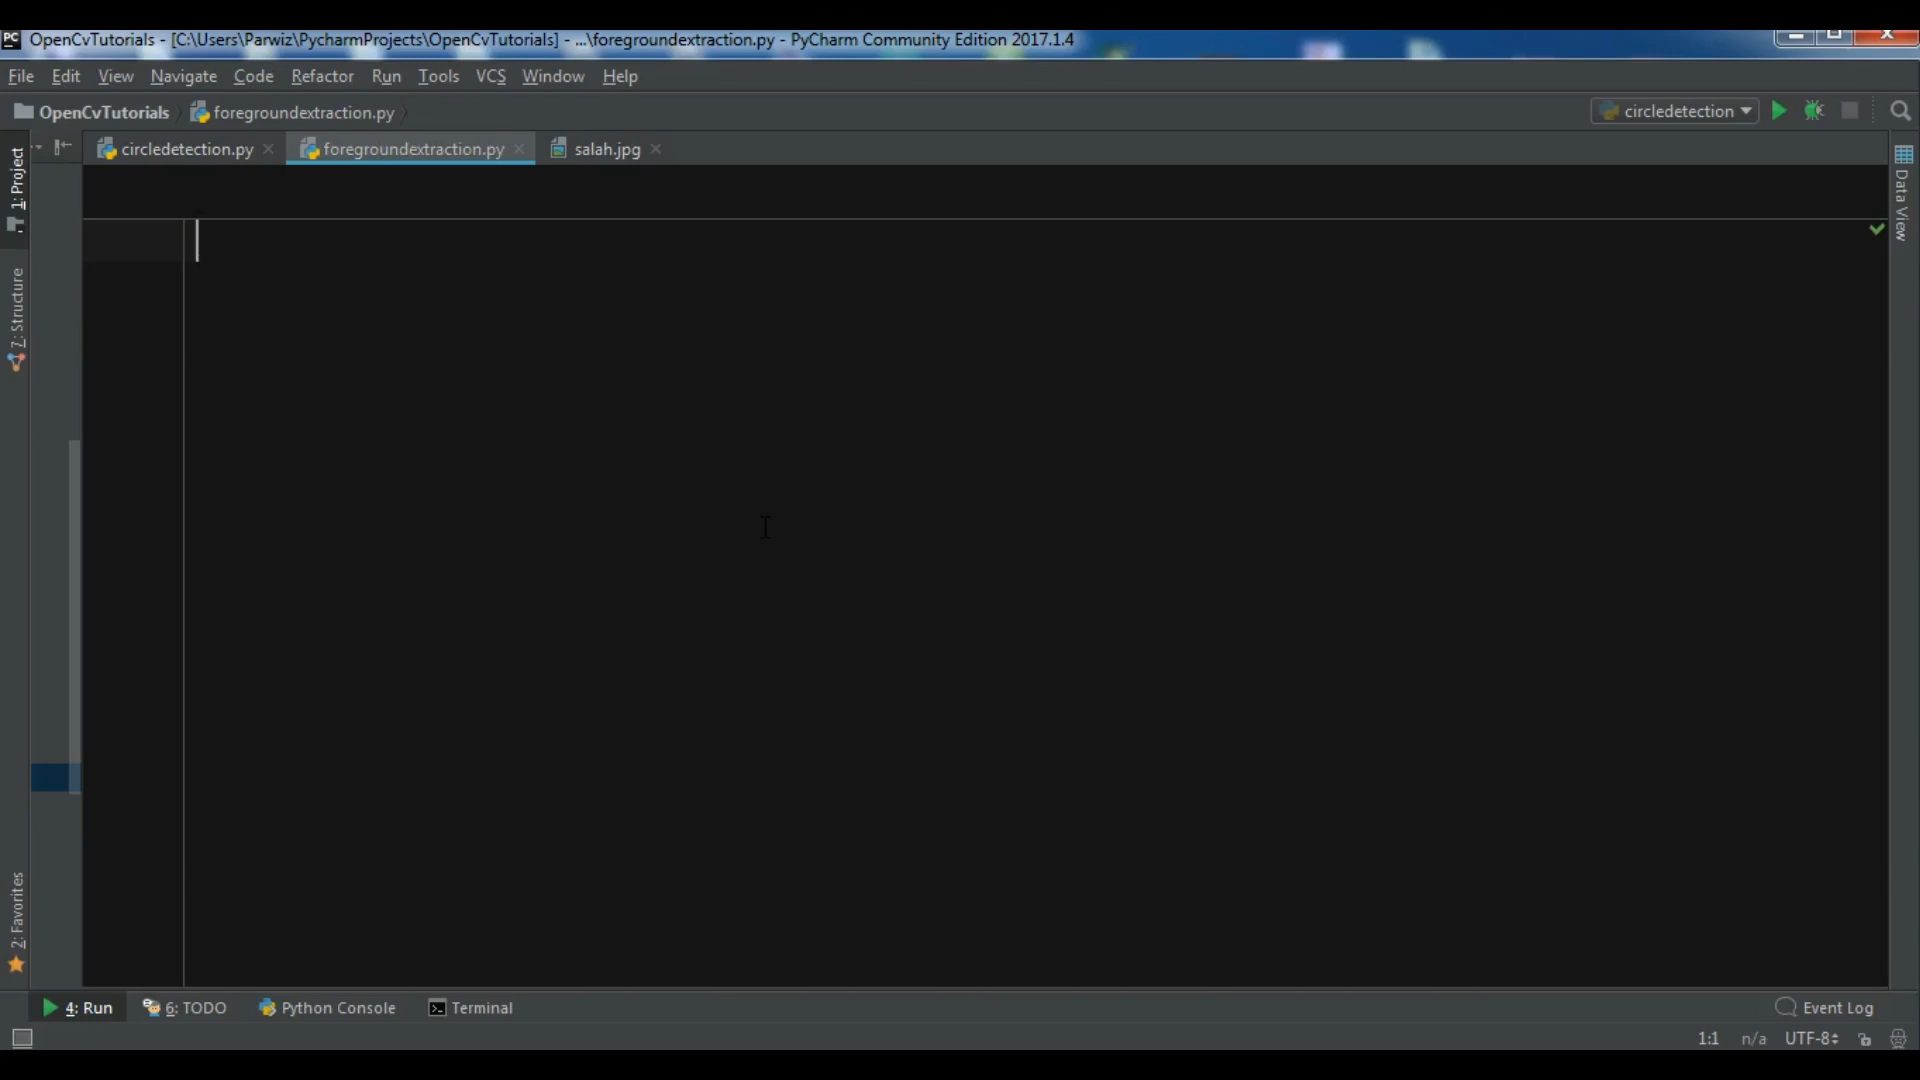 PC OpenCvTutorials - [C:\Users\Parwiz\PycharmProjects\OpenCvTutorials] - ...\foregroundextraction.py - PyCharm Community Edition 2017.1.4
File Edit View Navigate Code Refactor Run Tools VCS Window Help
OpenCvTutorials foregroundextraction.py circledetection
circledetection.py foregroundextraction.py salah.jpg
1: Project
7: Structure
2: Favorites
Data View
4: Run 6: TODO Python Console Terminal Event Log
1:1 n/a UTF-8